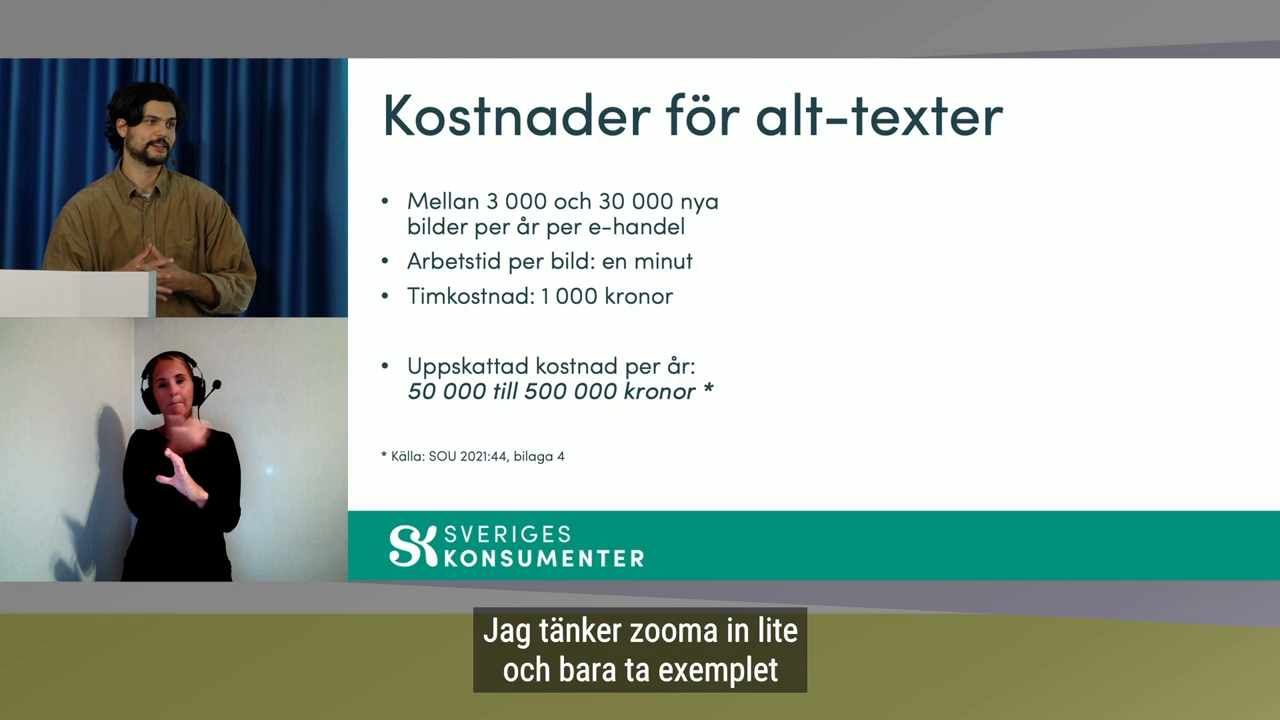 Kostnader för alt-texter
• Mellan 3 000 och 30 000 nya
bilder per år per e-handel
• Arbetstid per bild: en minut
• Timkostnad: 1 000 kronor
• Uppskattad kostnad per år:
50 000 till 500 000 kronor *
* Källa: SOU 2021:44, bilaga 4
SK SVERIGES
KONSUMENTER
Jag tänker zooma in lite
och bara ta exemplet